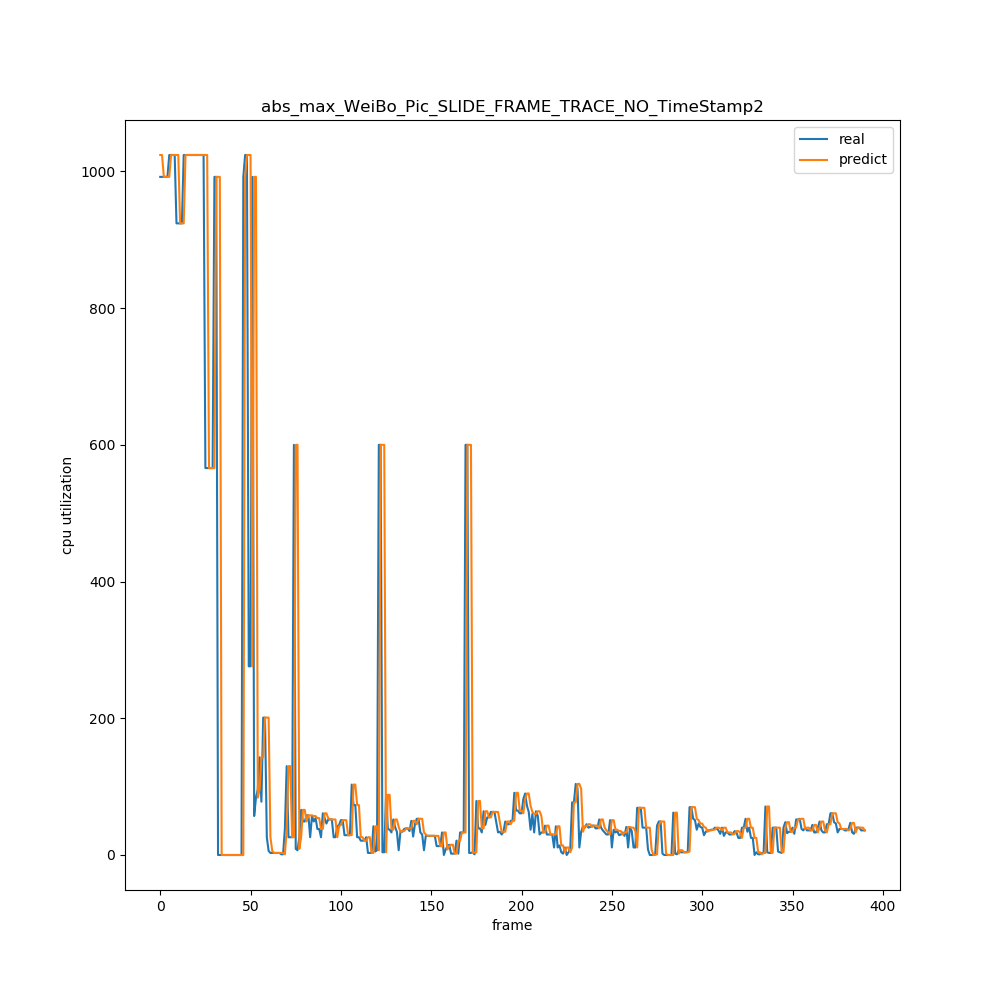 abs_max_WeiBo_Pic_SLIDE_FRAME_TRACE_NO_TimeStamp2
real
predict
1000
800
600
400
200
0
cpu utilization
0 50 100 150 200 250 300 350 400
frame